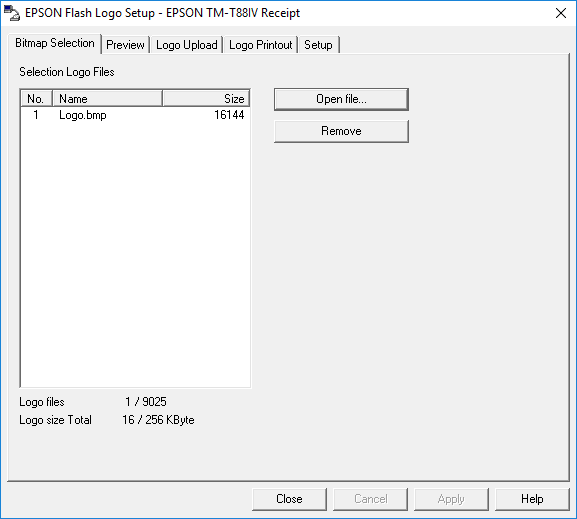 EPSON Flash Logo Setup - EPSON TM-T88IV Receipt
Bitmap Selection Preview Logo Upload Logo Printout Setup
Selection Logo Files
No. Name Size
1 Logo.bmp 16144
Open file...
Remove
Logo files 1 / 9025
Logo size Total 16 / 256 KByte
Close Cancel Apply Help